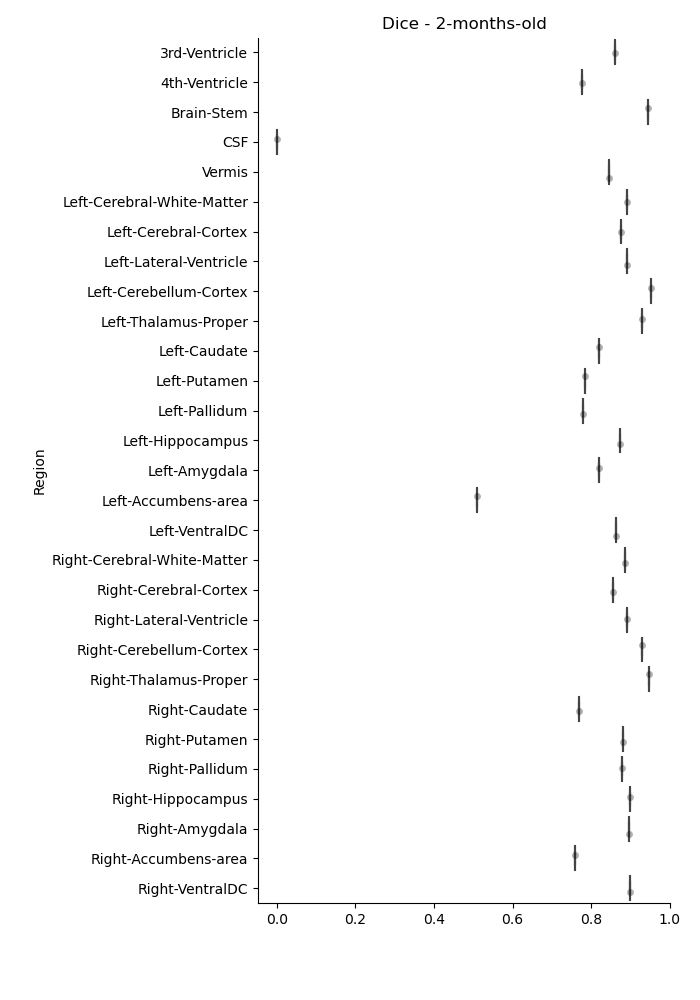 Dice - 2-months-old
3rd-Ventricle
4th-Ventricle
Brain-Stem
CSF
Vermis
Left-Cerebral-White-Matter
Left-Cerebral-Cortex
Left-Lateral-Ventricle
Left-Cerebellum-Cortex
Left-Thalamus-Proper
Left-Caudate
Left-Putamen
Left-Pallidum
Left-Hippocampus
Left-Amygdala
Left-Accumbens-area
Left-VentralDC
Right-Cerebral-White-Matter
Right-Cerebral-Cortex
Right-Lateral-Ventricle
Right-Cerebellum-Cortex
Right-Thalamus-Proper
Right-Caudate
Right-Putamen
Right-Pallidum
Right-Hippocampus
Right-Amygdala
Right-Accumbens-area
Right-VentralDC
Region
0.0 0.2 0.4 0.6 0.8 1.0